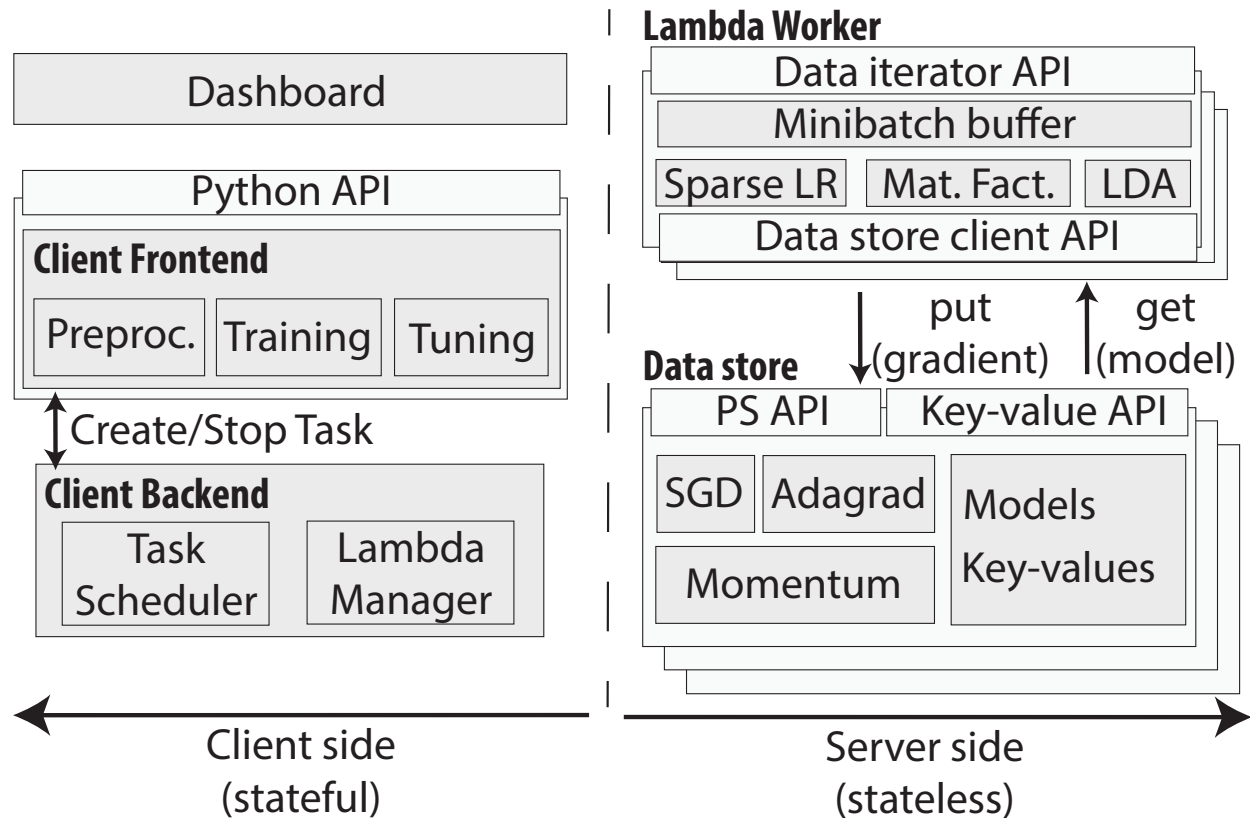 Dashboard
Python API
Client Frontend
Preproc.
Training
Tuning
Create/Stop Task
Client Backend
Task
Scheduler
Lambda
Manager
Client side
(stateful)
Lambda Worker
Data iterator API
Minibatch buffer
Sparse LR
Mat. Fact.
LDA
Data store client API
put
(gradient)
get
(model)
Data store
PS API
Key-value API
SGD
Adagrad
Momentum
Models
Key-values
Server side
(stateless)